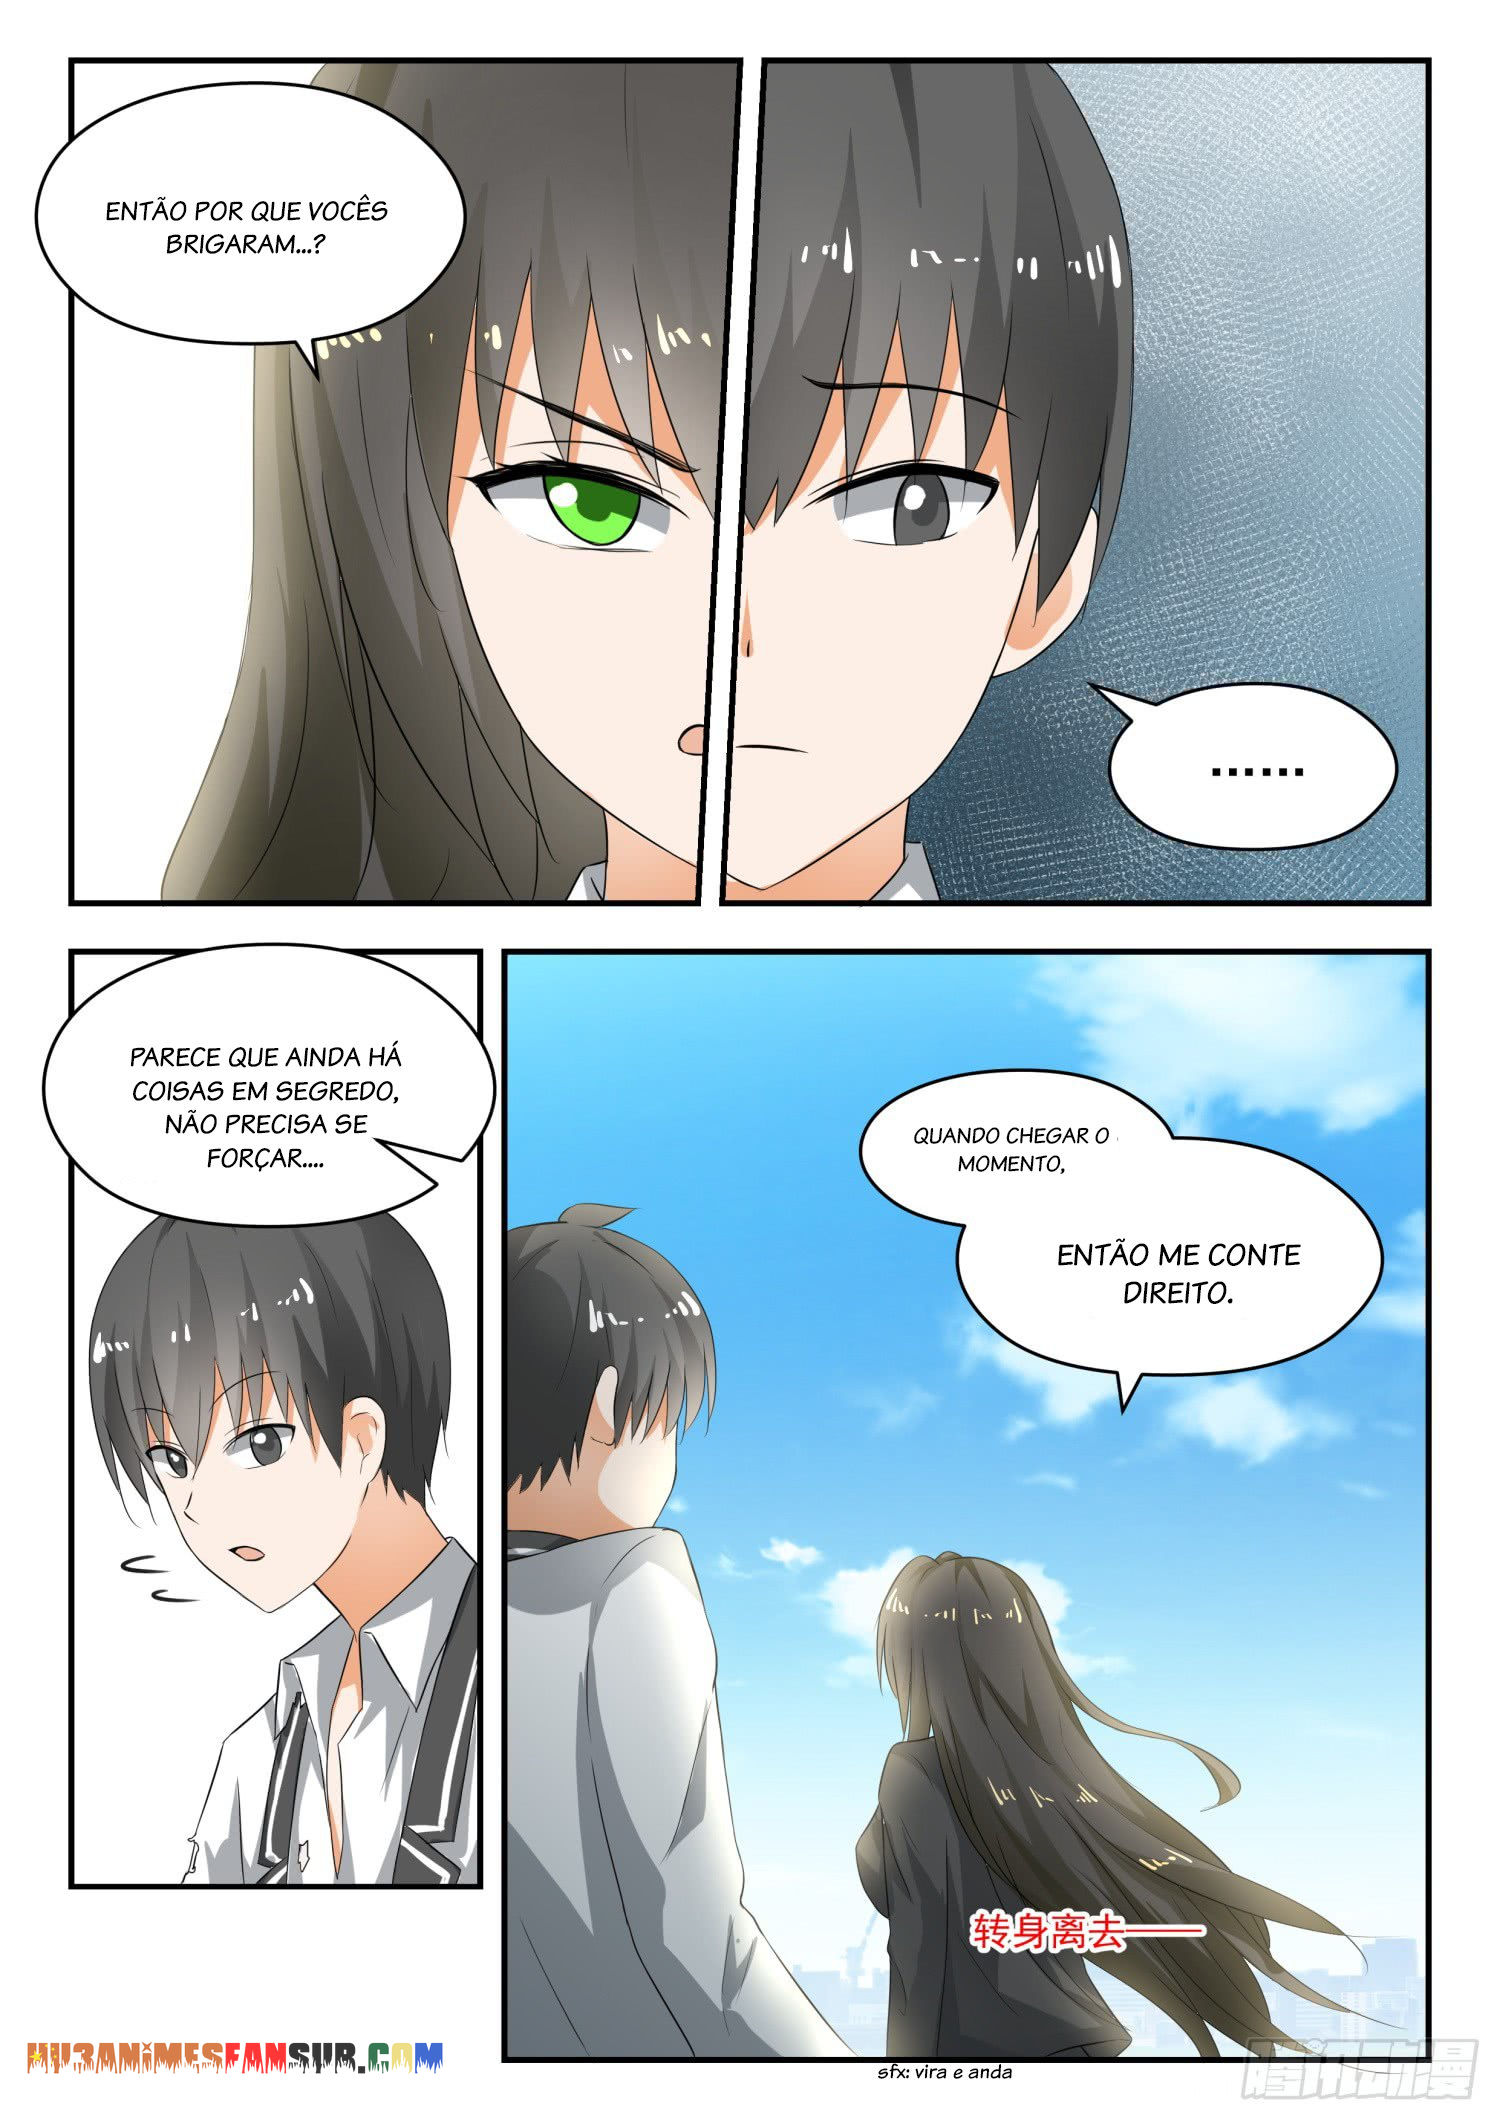 ENTÃO POR QUE VOCÊS
BRIGARAM...?
......
PARECE QUE AINDA HÁ
COISAS EM SEGREDO,
NÃO PRECISA SE
FORÇAR....
QUANDO CHEGAR O
MOMENTO,
ENTÃO ME CONTE
DIREITO.
转身离去——
HU3ANIMESFANSUB.COM
sfx: vira e anda
腾讯动漫